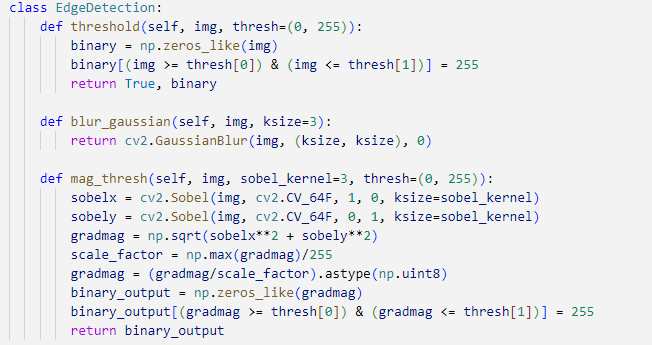 class EdgeDetection:
    def threshold(self, img, thresh=(0, 255)):
        binary = np.zeros_like(img)
        binary[(img >= thresh[0]) & (img <= thresh[1])] = 255
        return True, binary

    def blur_gaussian(self, img, ksize=3):
        return cv2.GaussianBlur(img, (ksize, ksize), 0)

    def mag_thresh(self, img, sobel_kernel=3, thresh=(0, 255)):
        sobelx = cv2.Sobel(img, cv2.CV_64F, 1, 0, ksize=sobel_kernel)
        sobely = cv2.Sobel(img, cv2.CV_64F, 0, 1, ksize=sobel_kernel)
        gradmag = np.sqrt(sobelx**2 + sobely**2)
        scale_factor = np.max(gradmag)/255
        gradmag = (gradmag/scale_factor).astype(np.uint8)
        binary_output = np.zeros_like(gradmag)
        binary_output[(gradmag >= thresh[0]) & (gradmag <= thresh[1])] = 255
        return binary_output